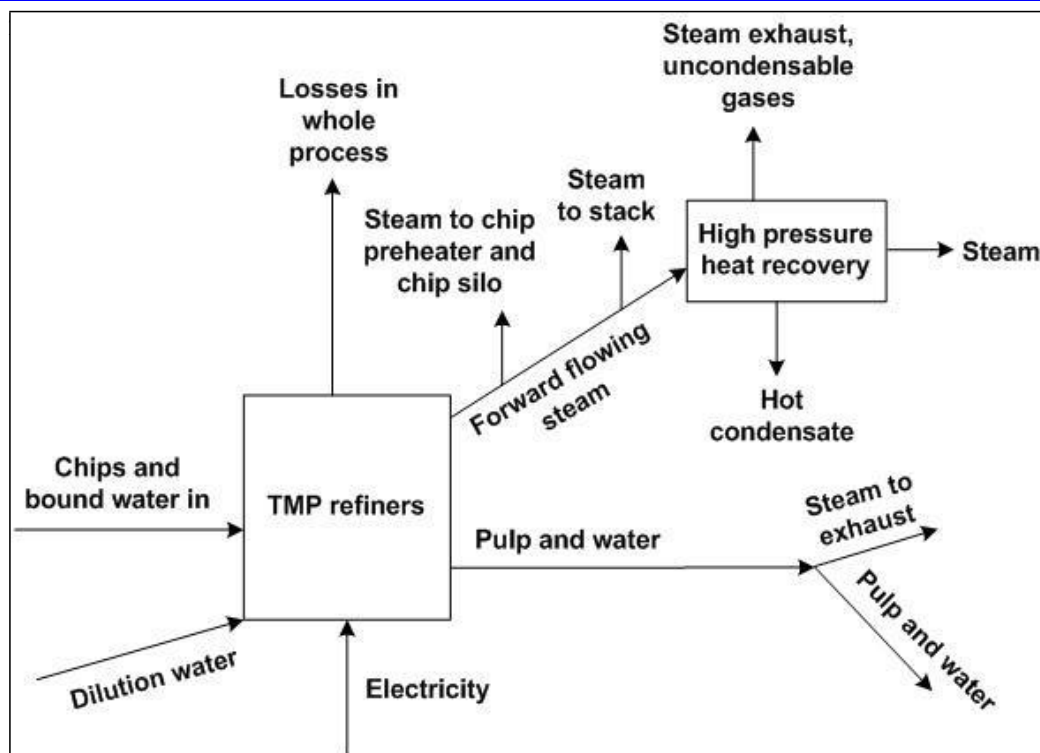 Steam exhaust,
uncondensable
gases
Losses in
whole
process
Steam
to stack
Steam to chip
preheater and
chip silo
High pressure
heat recovery
Steam
Forward flowing
steam
Hot
condensate
Chips and
bound water in
TMP refiners
Pulp and water
Steam to
exhaust
Pulp and water
Dilution water
Electricity